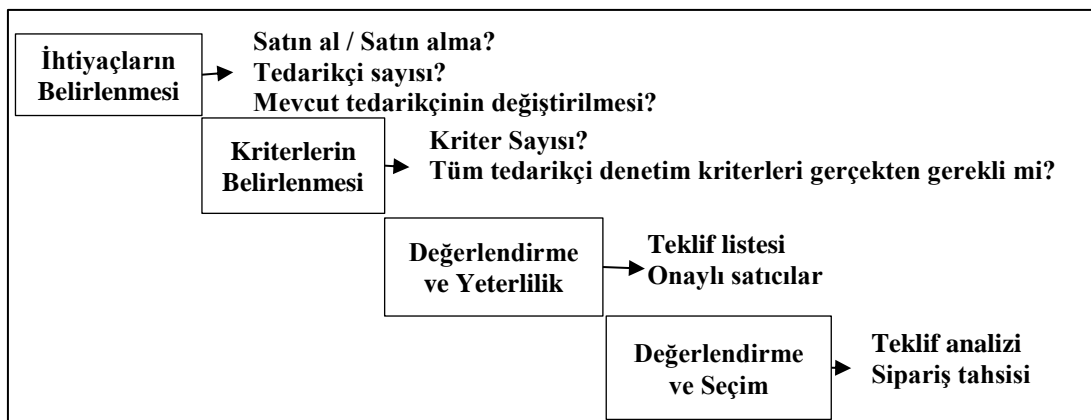 İhtiyaçların
Belirlenmesi
Satın al / Satın alma?
Tedarikçi sayısı?
Mevcut tedarikçinin değiştirilmesi?
Kriterlerin
Belirlenmesi
Kriter Sayısı?
Tüm tedarikçi denetim kriterleri gerçekten gerekli mi?
Değerlendirme
ve Yeterlilik
Teklif listesi
Onaylı satıcılar
Değerlendirme
ve Seçim
Teklif analizi
Sipariş tahsisi